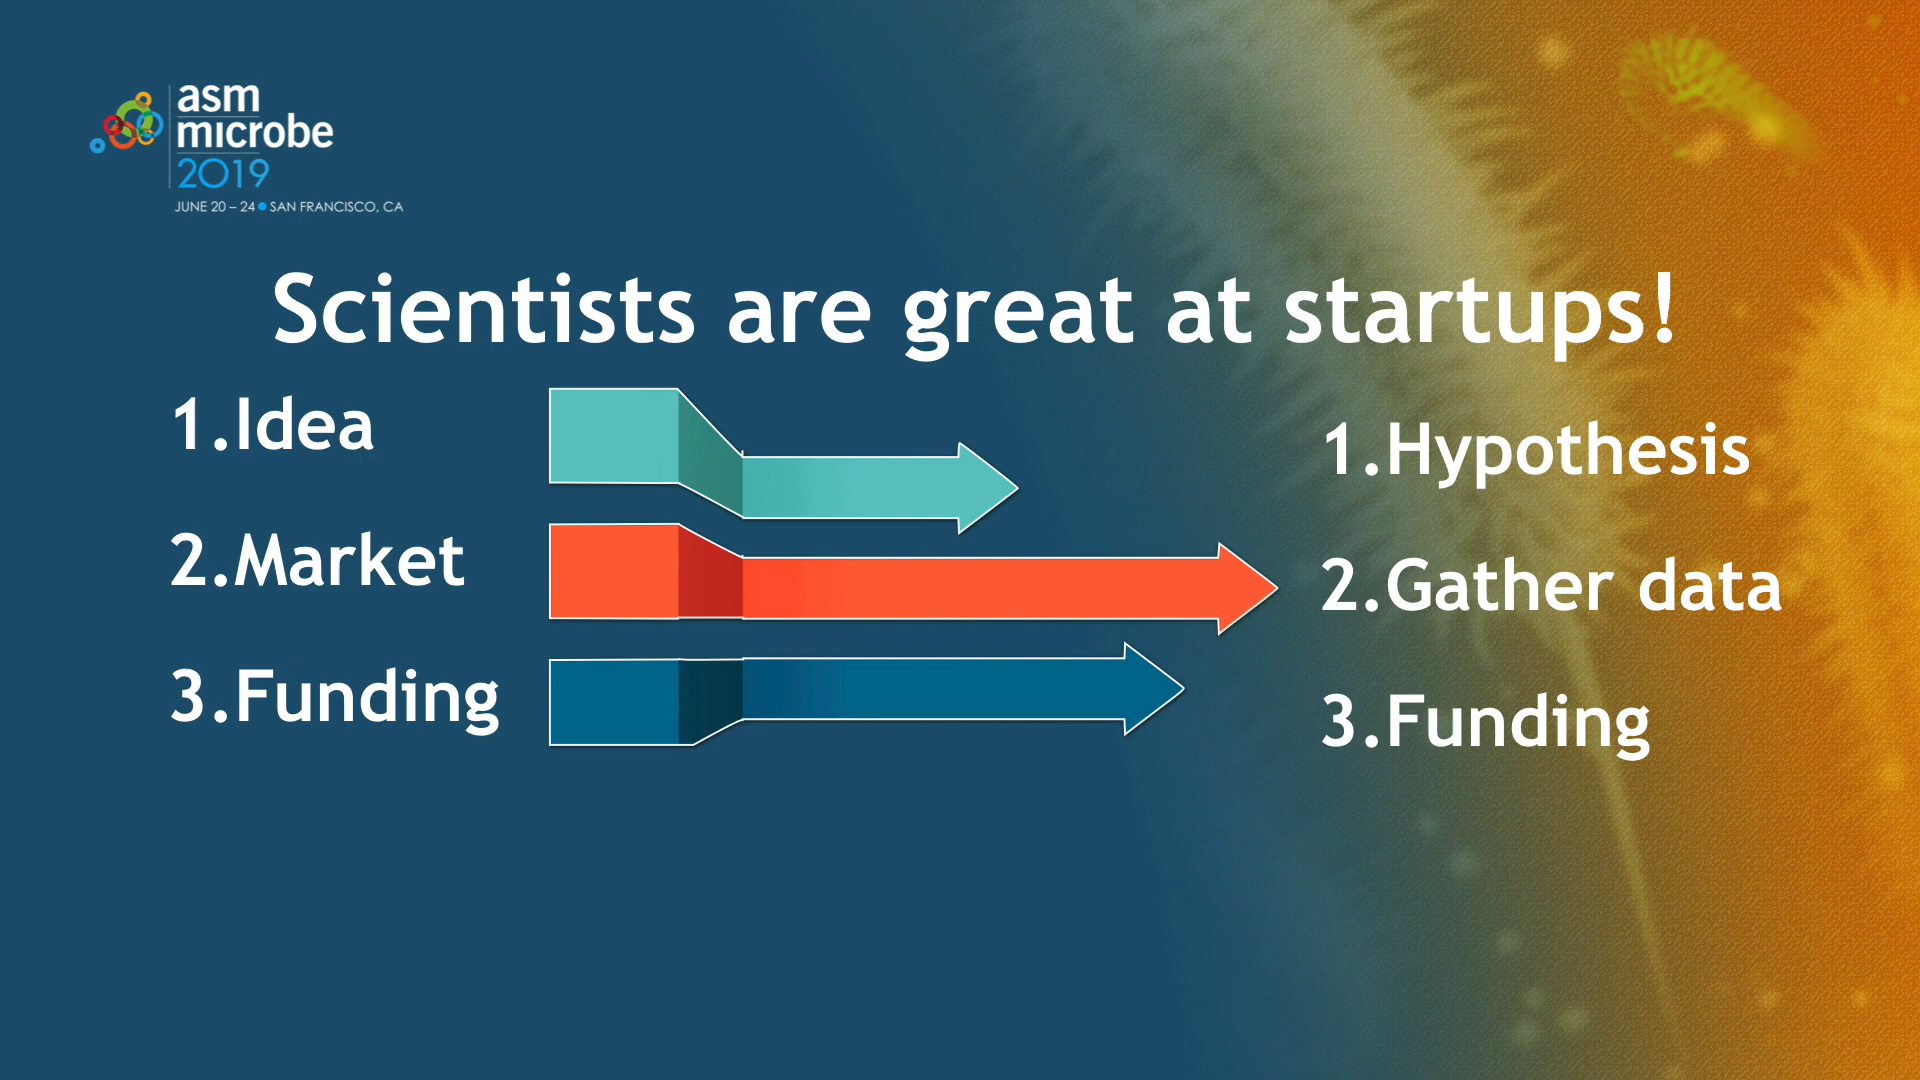 asm
microbe
2019
JUNE 20 – 24 • SAN FRANCISCO, CA
Scientists are great at startups!
1.Idea
2.Market
3.Funding
1.Hypothesis
2.Gather data
3.Funding